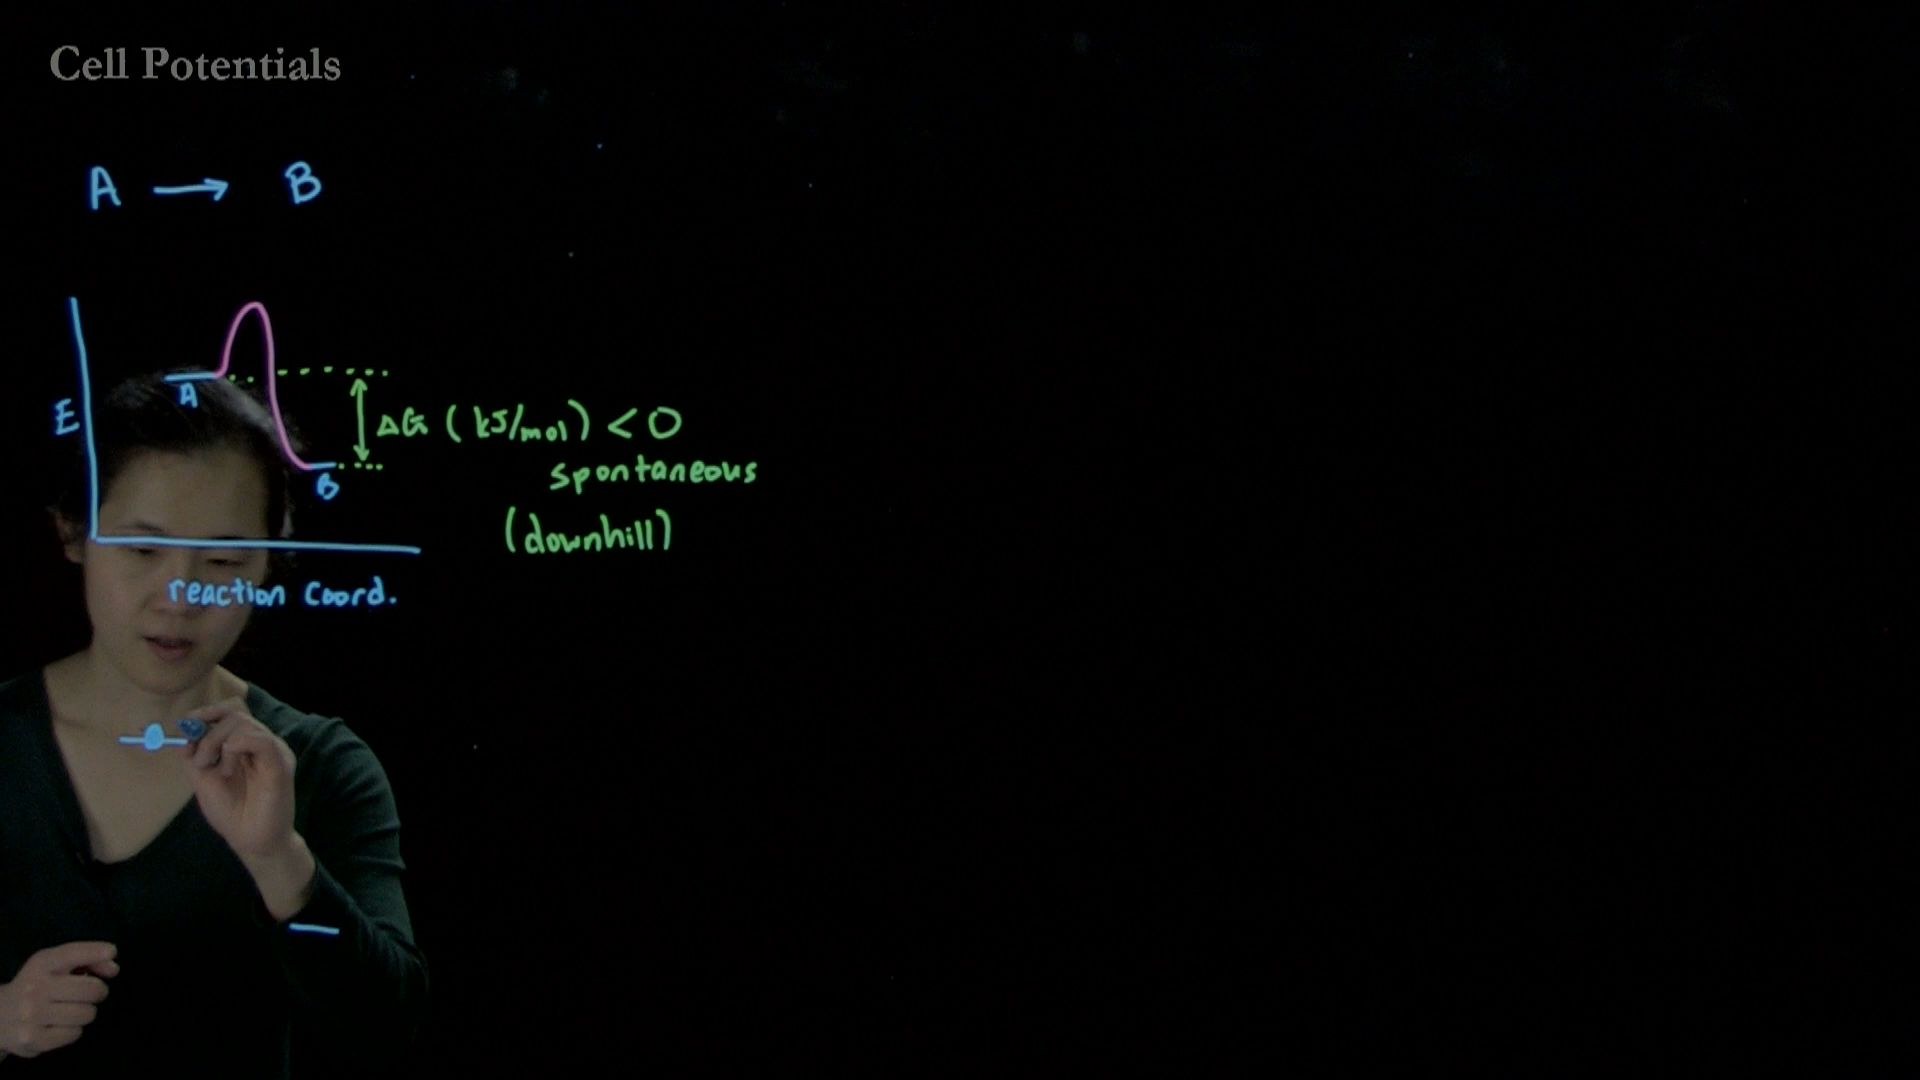 Cell Potentials
A → B
E
A
ΔG (kJ/mol) < 0
spontaneous
B
(downhill)
reaction coord.